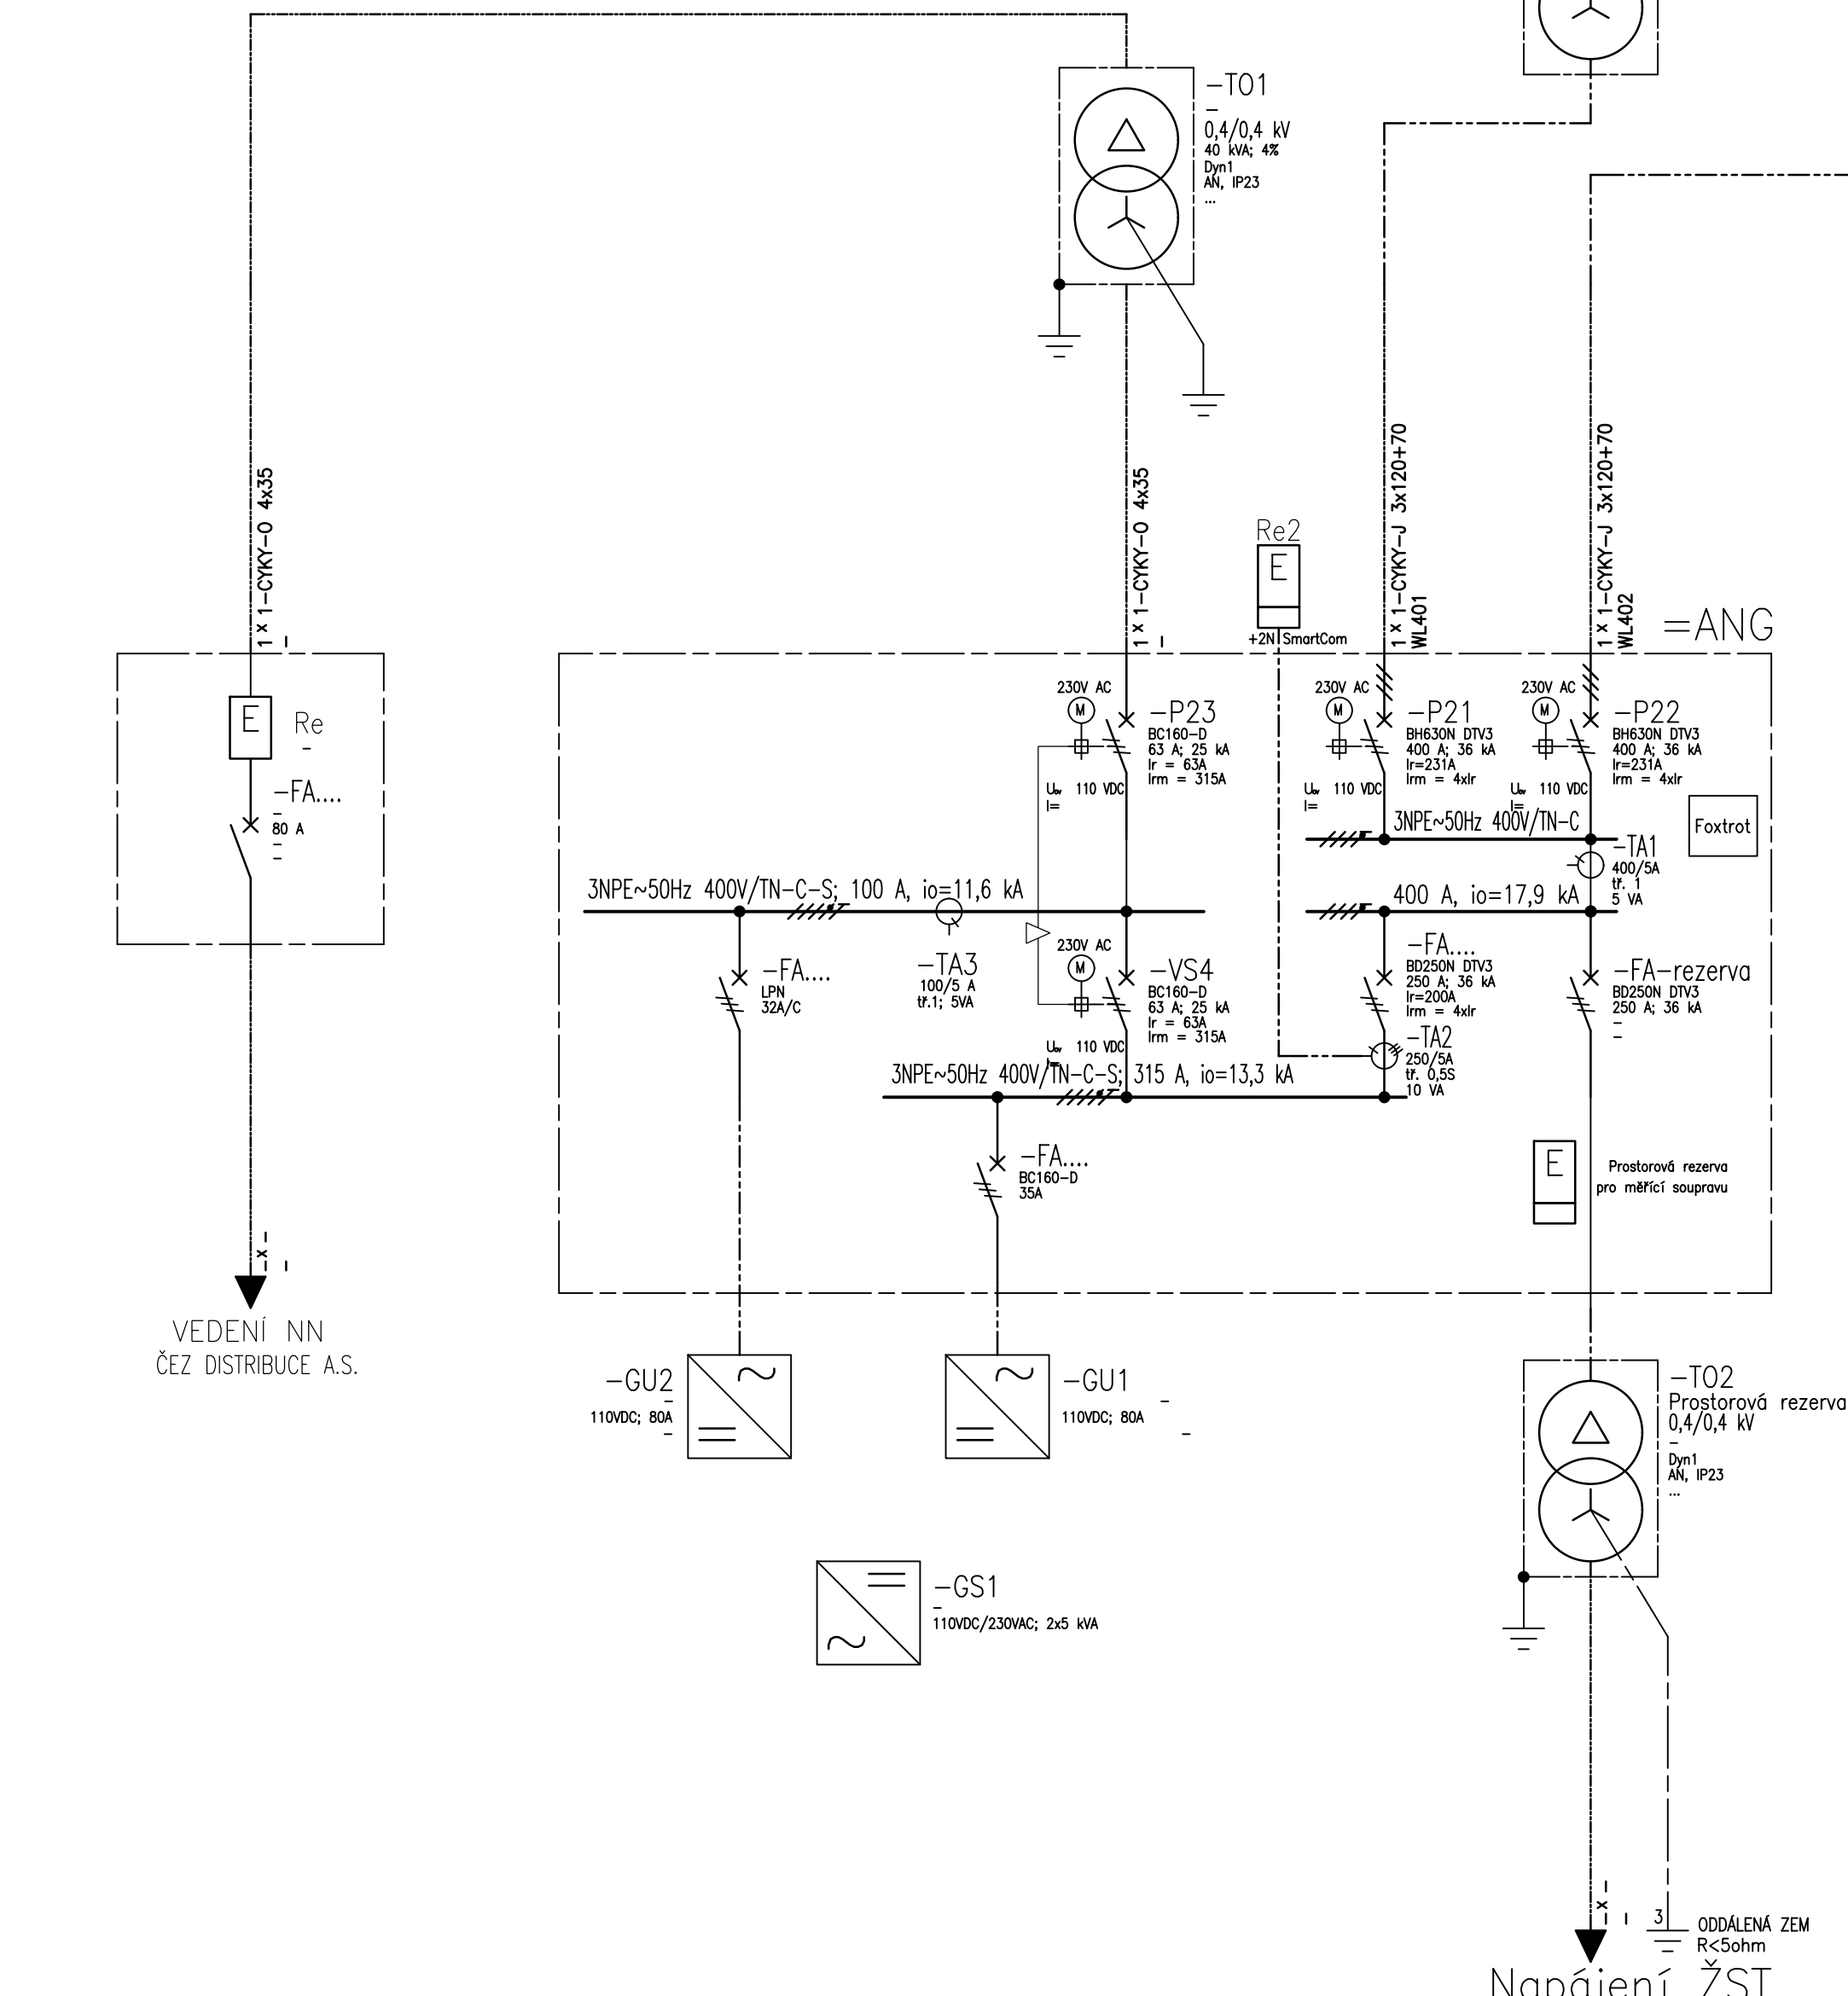 -TO1
-
0,4/0,4 kV
40 kVA; 4%
Dyn1
AN, IP23
...
1 x 1-CYKY-O 4x35
-
1 x 1-CYKY-O 4x35
-
1 x 1-CYKY-J 3x120+70
WL401
1 x 1-CYKY-J 3x120+70
WL402
Re2
E
+2N SmartCom
=ANG
E
Re
-
-FA....
-
80 A
-
-
230V AC
M
-P23
BC160-D
63 A; 25 kA
Ir = 63A
Irm = 315A
Uov 110 VDC
I=
230V AC
M
-P21
BH630N DTV3
400 A; 36 kA
Ir=231A
Irm = 4xIr
Uov 110 VDC
I=
230V AC
M
-P22
BH630N DTV3
400 A; 36 kA
Ir=231A
Irm = 4xIr
Uov 110 VDC
I=
Foxtrot
3NPE~50Hz 400V/TN-C
-TA1
400/5A
tř. 1
5 VA
3NPE~50Hz 400V/TN-C-S; 100 A, io=11,6 kA
400 A, io=17,9 kA
-FA....
LPN
32A/C
-TA3
100/5 A
tř.1; 5VA
230V AC
M
-VS4
BC160-D
63 A; 25 kA
Ir = 63A
Irm = 315A
Uov 110 VDC
I=
-FA....
BD250N DTV3
250 A; 36 kA
Ir=200A
Irm = 4xIr
-TA2
250/5A
tř. 0,5S
10 VA
-FA-rezerva
BD250N DTV3
250 A; 36 kA
-
-
3NPE~50Hz 400V/TN-C-S; 315 A, io=13,3 kA
-FA....
BC160-D
35A
E
Prostorová rezerva
pro měřící soupravu
- x -
-
VEDENÍ NN
ČEZ DISTRIBUCE A.S.
-GU2
-
110VDC; 80A
-
-GU1
-
110VDC; 80A
-
-TO2
Prostorová rezerva
0,4/0,4 kV
-
Dyn1
AN, IP23
...
-GS1
-
110VDC/230VAC; 2x5 kVA
- x -
-
3
ODDÁLENÁ ZEM
R<5ohm
Napájení ŽST